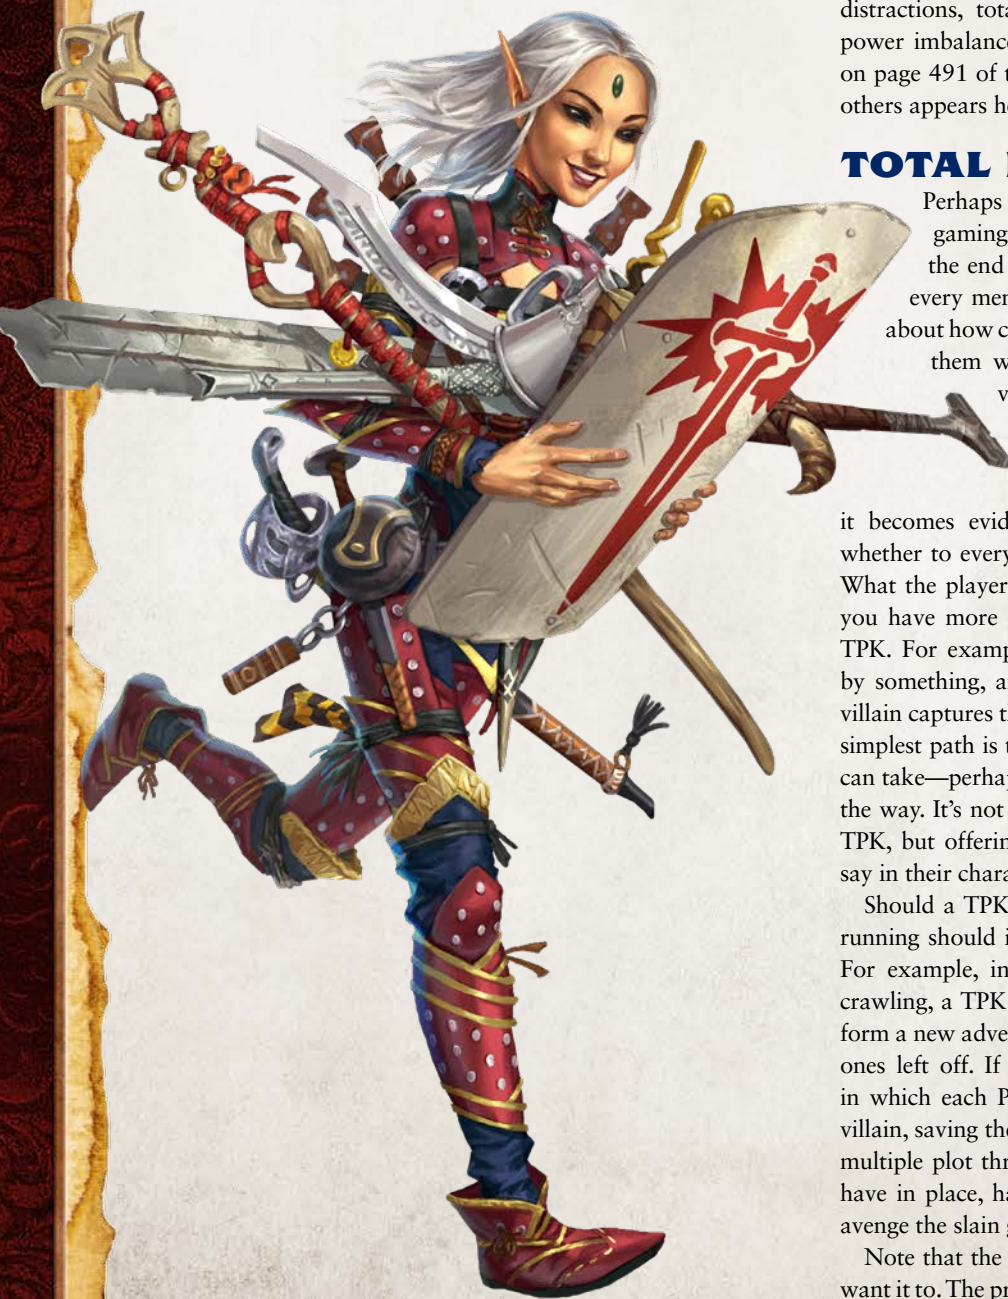 distractions, tota
power imbalance
on page 491 of t
others appears he
TOTAL
Perhaps
gaming
the end
every mer
about how c
them w
v
it becomes evid
whether to every
What the player
you have more
TPK. For examp
by something, a
villain captures t
simplest path is t
can take—perhap
the way. It's not
TPK, but offerin
say in their chara
Should a TPK
running should i
For example, in
crawling, a TPK
form a new adve
ones left off. If
in which each P
villain, saving the
multiple plot thr
have in place, ha
avenge the slain
Note that the
want it to. The pr